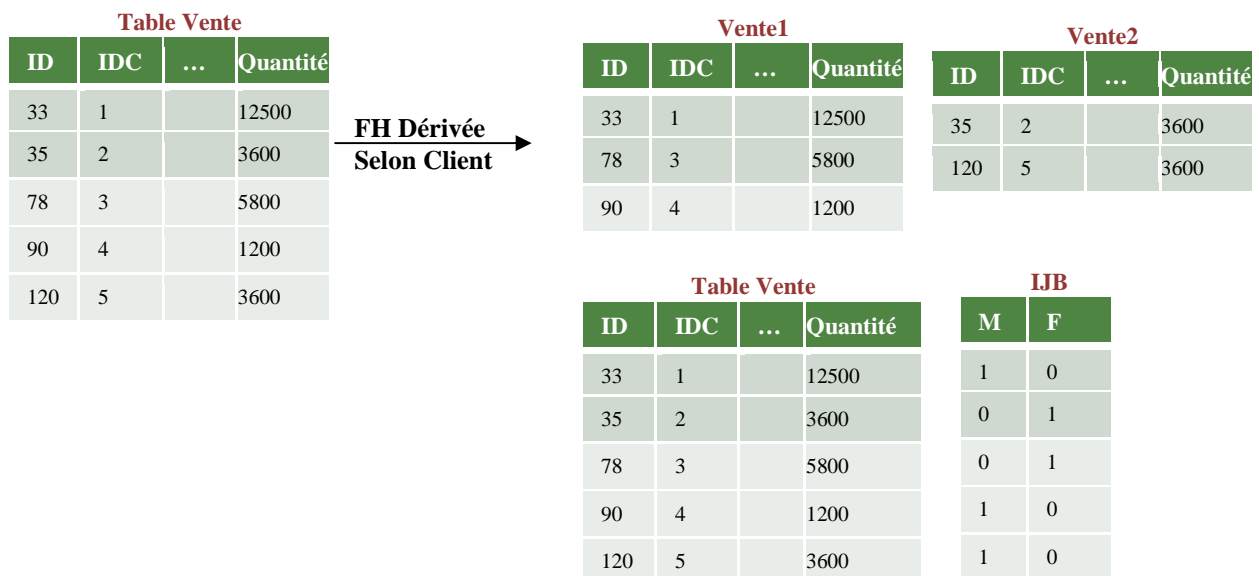 Table Vente
ID IDC … Quantité
33 1 12500
35 2 3600
78 3 5800
90 4 1200
120 5 3600
FH Dérivée
Selon Client
Vente1
ID IDC … Quantité
33 1 12500
78 3 5800
90 4 1200
Vente2
ID IDC … Quantité
35 2 3600
120 5 3600
Table Vente
ID IDC … Quantité
33 1 12500
35 2 3600
78 3 5800
90 4 1200
120 5 3600
IJB
M F
1 0
0 1
0 1
1 0
1 0